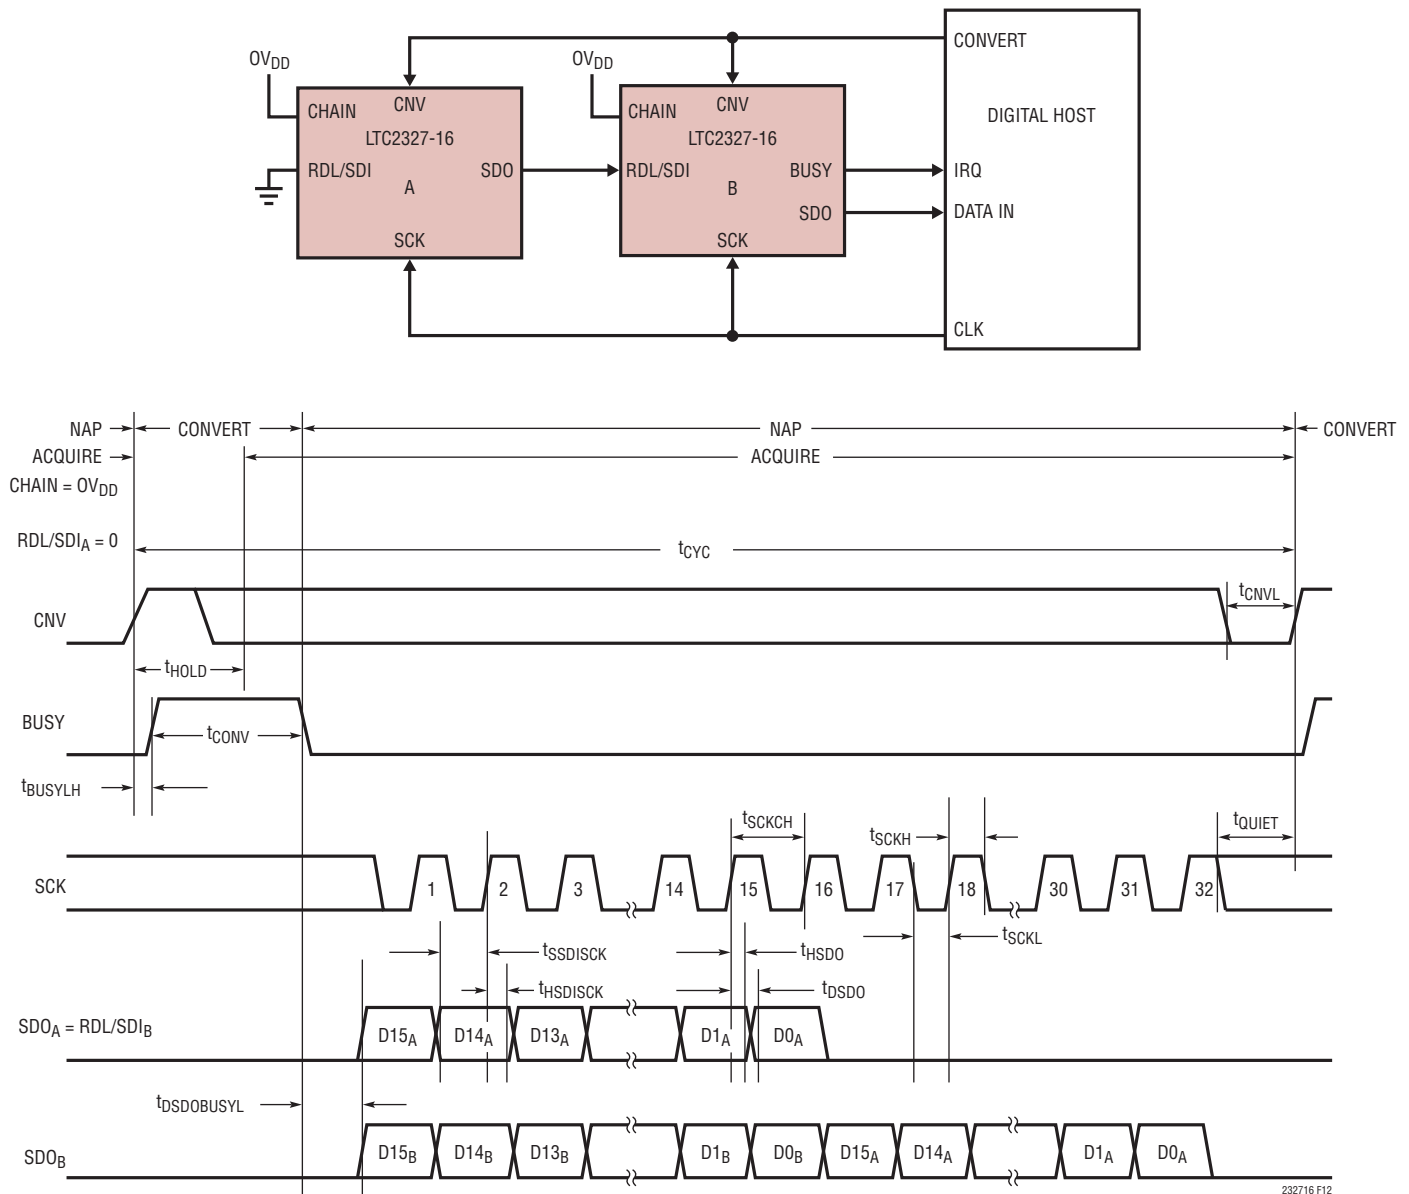 CONVERT
OVDD
OVDD
CHAIN
CNV
LTC2327-16
RDL/SDI
SDO
A
SCK
CHAIN
CNV
LTC2327-16
RDL/SDI
BUSY
B
SDO
SCK
DIGITAL HOST
IRQ
DATA IN
CLK
NAP
CONVERT
NAP
CONVERT
ACQUIRE
ACQUIRE
CHAIN = OVDD
RDL/SDIA = 0
tCYC
CNV
tCNVL
tHOLD
BUSY
tCONV
tBUSYLH
tSCKCH
tSCKH
tQUIET
SCK
1
2
3
14
15
16
17
18
30
31
32
tSSDISCK
tHSDO
tSCKL
tHSDISCK
tDSDO
SDOA = RDL/SDIB
D15A
D14A
D13A
D1A
D0A
tDSDOBUSYL
SDOB
D15B
D14B
D13B
D1B
D0B
D15A
D14A
D1A
D0A
232716 F12